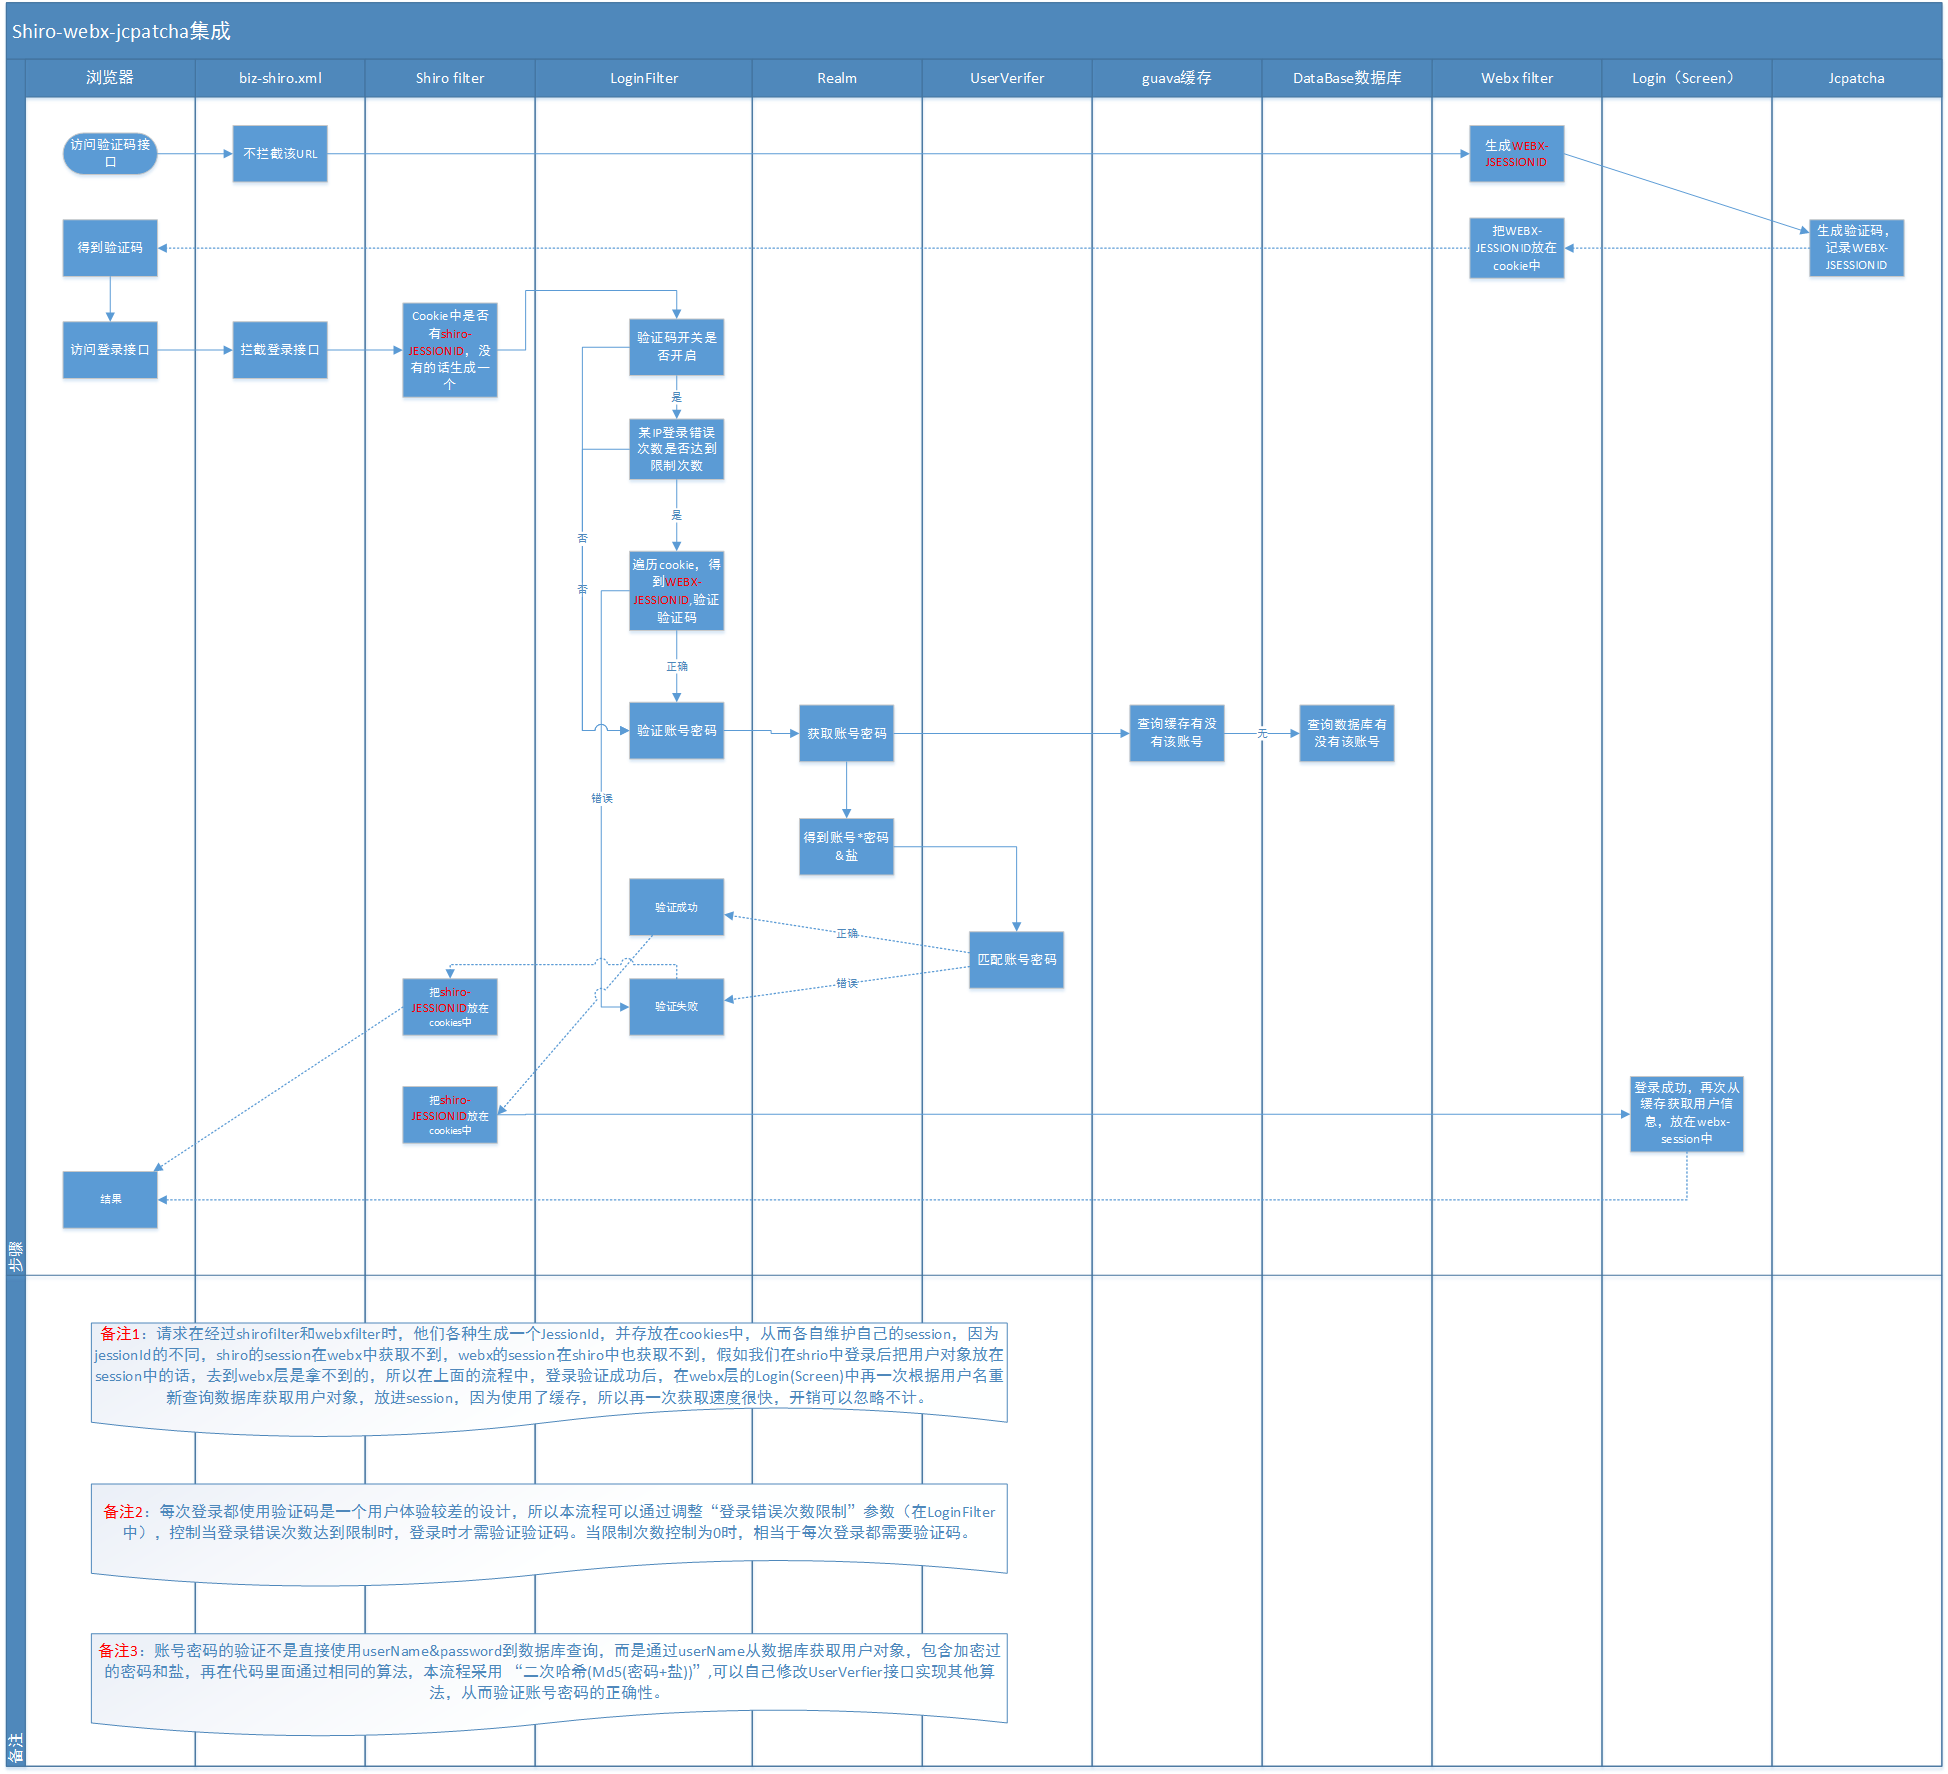 Shiro-webx-jcpatcha集成
浏览器
biz-shiro.xml
Shiro filter
LoginFilter
Realm
UserVerifer
guava缓存
DataBase数据库
Webx filter
Login（Screen）
Jcpatcha
访问验证码接
口
不拦截该URL
生成WEBX-
JSESSIONID
得到验证码
把WEBX-
JESSIONID放在
cookie中
生成验证码，
记录WEBX-
JSESSIONID
访问登录接口
拦截登录接口
Cookie中是否
有shiro-
JESSIONID，没
有的话生成一
个
验证码开关是
否开启
是
某IP登录错误
次数是否达到
限制次数
是
否
否
遍历cookie，得
到WEBX-
JESSIONID,验证
验证码
正确
验证账号密码
获取账号密码
查询缓存有没
有该账号
无
查询数据库有
没有该账号
错误
得到账号*密码
&盐
验证成功
正确
匹配账号密码
错误
把shiro-
JESSIONID放在
cookies中
验证失败
把shiro-
JESSIONID放在
cookies中
登录成功，再次从
缓存获取用户信
息，放在webx-
session中
结果
步骤
备注1：请求在经过shirofilter和webxfilter时，他们各种生成一个JessionId，并存放在cookies中，从而各自维护自己的session，因为
jessionId的不同，shiro的session在webx中获取不到，webx的session在shiro中也获取不到，假如我们在shrio中登录后把用户对象放在
session中的话，去到webx层是拿不到的，所以在上面的流程中，登录验证成功后，在webx层的Login(Screen)中再一次根据用户名重
新查询数据库获取用户对象，放进session，因为使用了缓存，所以再一次获取速度很快，开销可以忽略不计。
备注2：每次登录都使用验证码是一个用户体验较差的设计，所以本流程可以通过调整“登录错误次数限制”参数（在LoginFilter
中），控制当登录错误次数达到限制时，登录时才需验证验证码。当限制次数控制为0时，相当于每次登录都需要验证码。
备注3：账号密码的验证不是直接使用userName&password到数据库查询，而是通过userName从数据库获取用户对象，包含加密过
的密码和盐，再在代码里面通过相同的算法，本流程采用 “二次哈希(Md5(密码+盐))”,可以自己修改UserVerfier接口实现其他算
法，从而验证账号密码的正确性。
备注